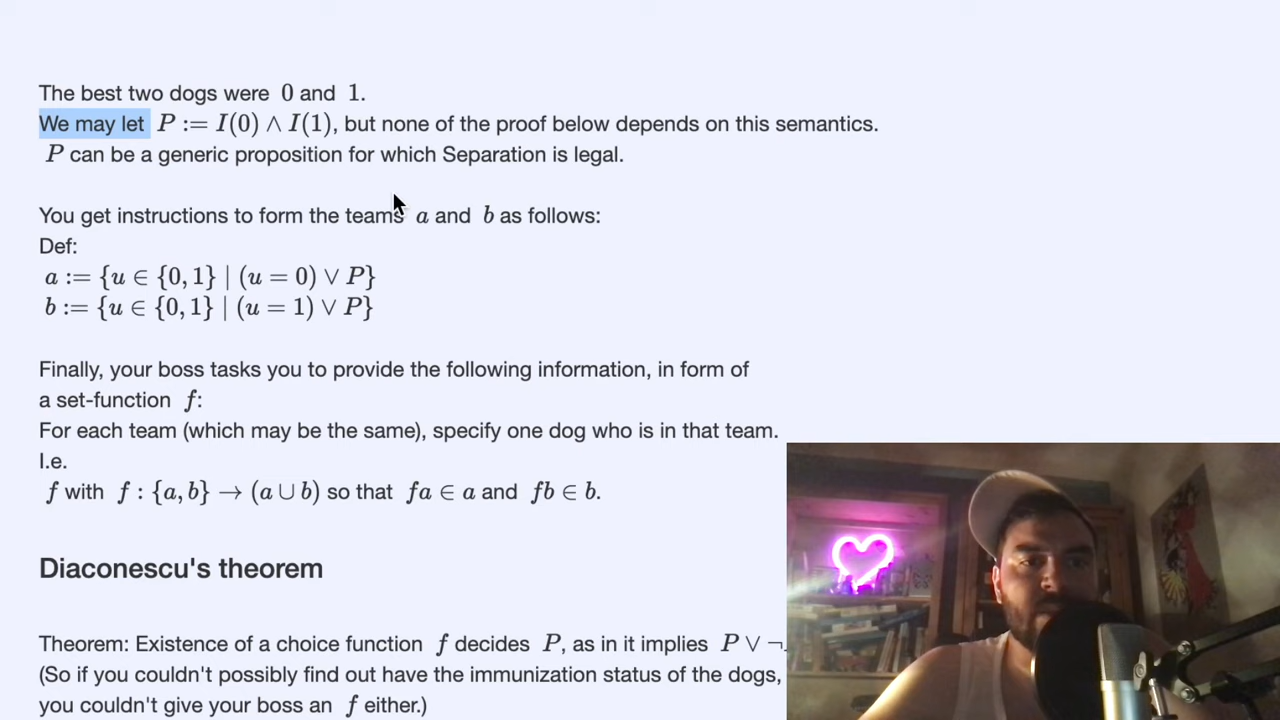 The best two dogs were 0 and 1.
We may let P := I(0) ∧ I(1), but none of the proof below depends on this semantics.
P can be a generic proposition for which Separation is legal.
You get instructions to form the teams a and b as follows:
Def:
a := {u ∈ {0, 1} | (u = 0) ∨ P}
b := {u ∈ {0, 1} | (u = 1) ∨ P}
Finally, your boss tasks you to provide the following information, in form of
a set-function f:
For each team (which may be the same), specify one dog who is in that team.
I.e.
f with f : {a, b} → (a ∪ b) so that fa ∈ a and fb ∈ b.
Diaconescu's theorem
Theorem: Existence of a choice function f decides P, as in it implies P ∨ ¬
(So if you couldn't possibly find out have the immunization status of the dogs,
you couldn't give your boss an f either.)